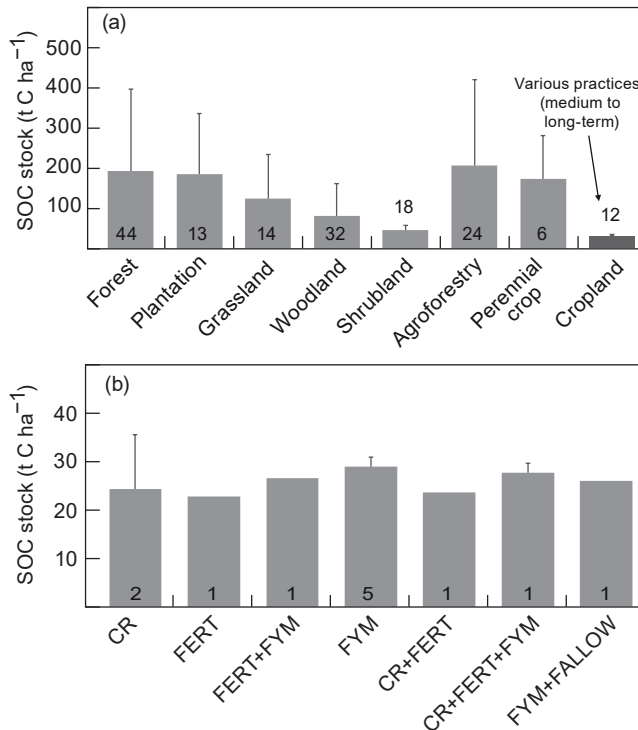 (a)
SOC stock (t C ha⁻¹)
500
400
300
200
100
Various practices
(medium to
long-term)
44
13
14
32
18
24
6
12
Forest
Plantation
Grassland
Woodland
Shrubland
Agroforestry
Perennial
crop
Cropland
(b)
SOC stock (t C ha⁻¹)
40
30
20
10
2
1
1
5
1
1
1
CR
FERT
FERT+FYM
FYM
CR+FERT
CR+FERT+FYM
FYM+FALLOW